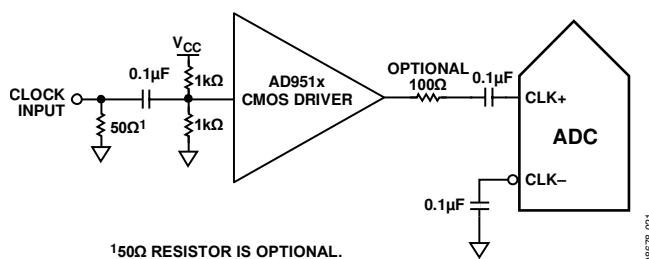 VCC
0.1µF
1kΩ
CLOCK
INPUT
50Ω1
1kΩ
AD951x
CMOS DRIVER
OPTIONAL
100Ω
0.1µF
CLK+
ADC
CLK–
0.1µF
150Ω RESISTOR IS OPTIONAL.